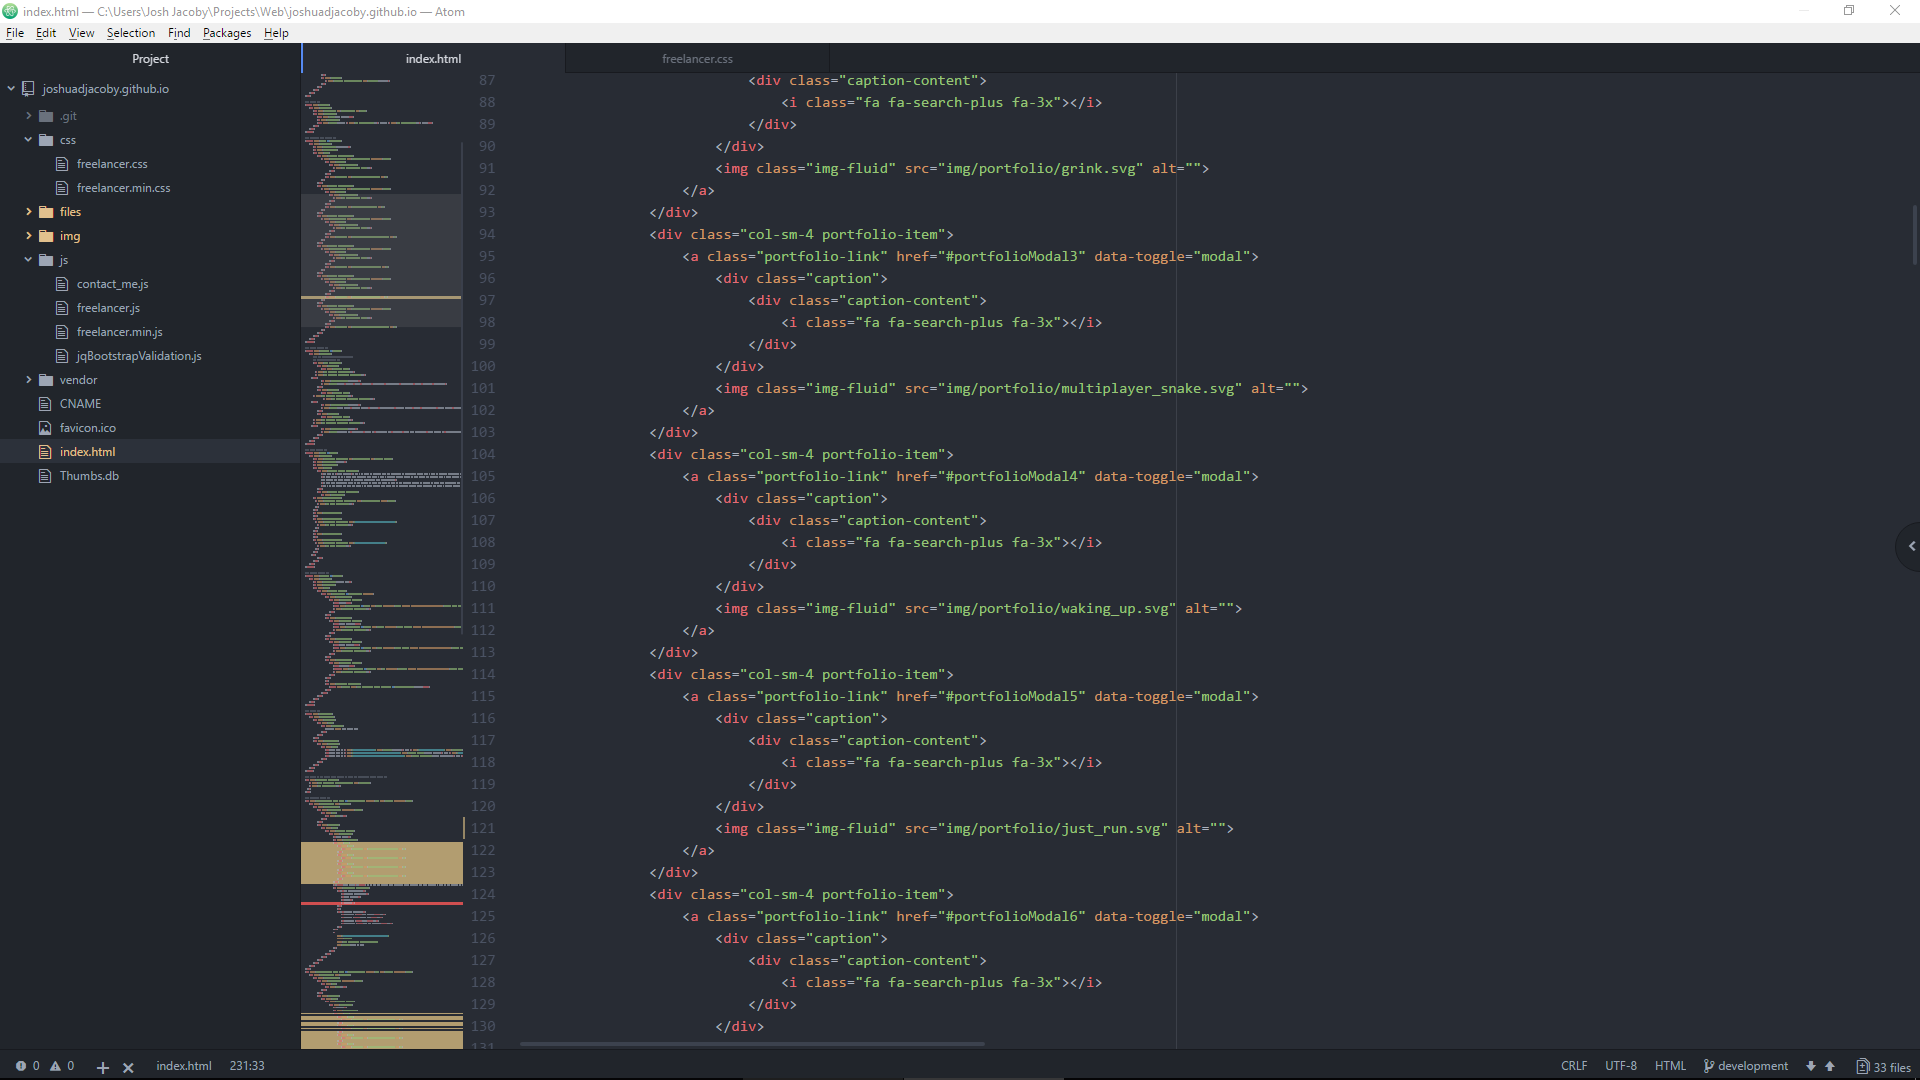 index.html — C:\Users\Josh Jacoby\Projects\Web\joshuadjacoby.github.io — Atom
File Edit View Selection Find Packages Help
Project
joshuadjacoby.github.io
.git
css
freelancer.css
freelancer.min.css
files
img
js
contact_me.js
freelancer.js
freelancer.min.js
jqBootstrapValidation.js
vendor
CNAME
favicon.ico
index.html
Thumbs.db
index.html freelancer.css
87 <div class="caption-content">
88 <i class="fa fa-search-plus fa-3x"></i>
89 </div>
90 </div>
91 <img class="img-fluid" src="img/portfolio/grink.svg" alt="">
92 </a>
93 </div>
94 <div class="col-sm-4 portfolio-item">
95 <a class="portfolio-link" href="#portfolioModal3" data-toggle="modal">
96 <div class="caption">
97 <div class="caption-content">
98 <i class="fa fa-search-plus fa-3x"></i>
99 </div>
100 </div>
101 <img class="img-fluid" src="img/portfolio/multiplayer_snake.svg" alt="">
102 </a>
103 </div>
104 <div class="col-sm-4 portfolio-item">
105 <a class="portfolio-link" href="#portfolioModal4" data-toggle="modal">
106 <div class="caption">
107 <div class="caption-content">
108 <i class="fa fa-search-plus fa-3x"></i>
109 </div>
110 </div>
111 <img class="img-fluid" src="img/portfolio/waking_up.svg" alt="">
112 </a>
113 </div>
114 <div class="col-sm-4 portfolio-item">
115 <a class="portfolio-link" href="#portfolioModal5" data-toggle="modal">
116 <div class="caption">
117 <div class="caption-content">
118 <i class="fa fa-search-plus fa-3x"></i>
119 </div>
120 </div>
121 <img class="img-fluid" src="img/portfolio/just_run.svg" alt="">
122 </a>
123 </div>
124 <div class="col-sm-4 portfolio-item">
125 <a class="portfolio-link" href="#portfolioModal6" data-toggle="modal">
126 <div class="caption">
127 <div class="caption-content">
128 <i class="fa fa-search-plus fa-3x"></i>
129 </div>
130 </div>
131
0 0 index.html 231:33 CRLF UTF-8 HTML development 33 files